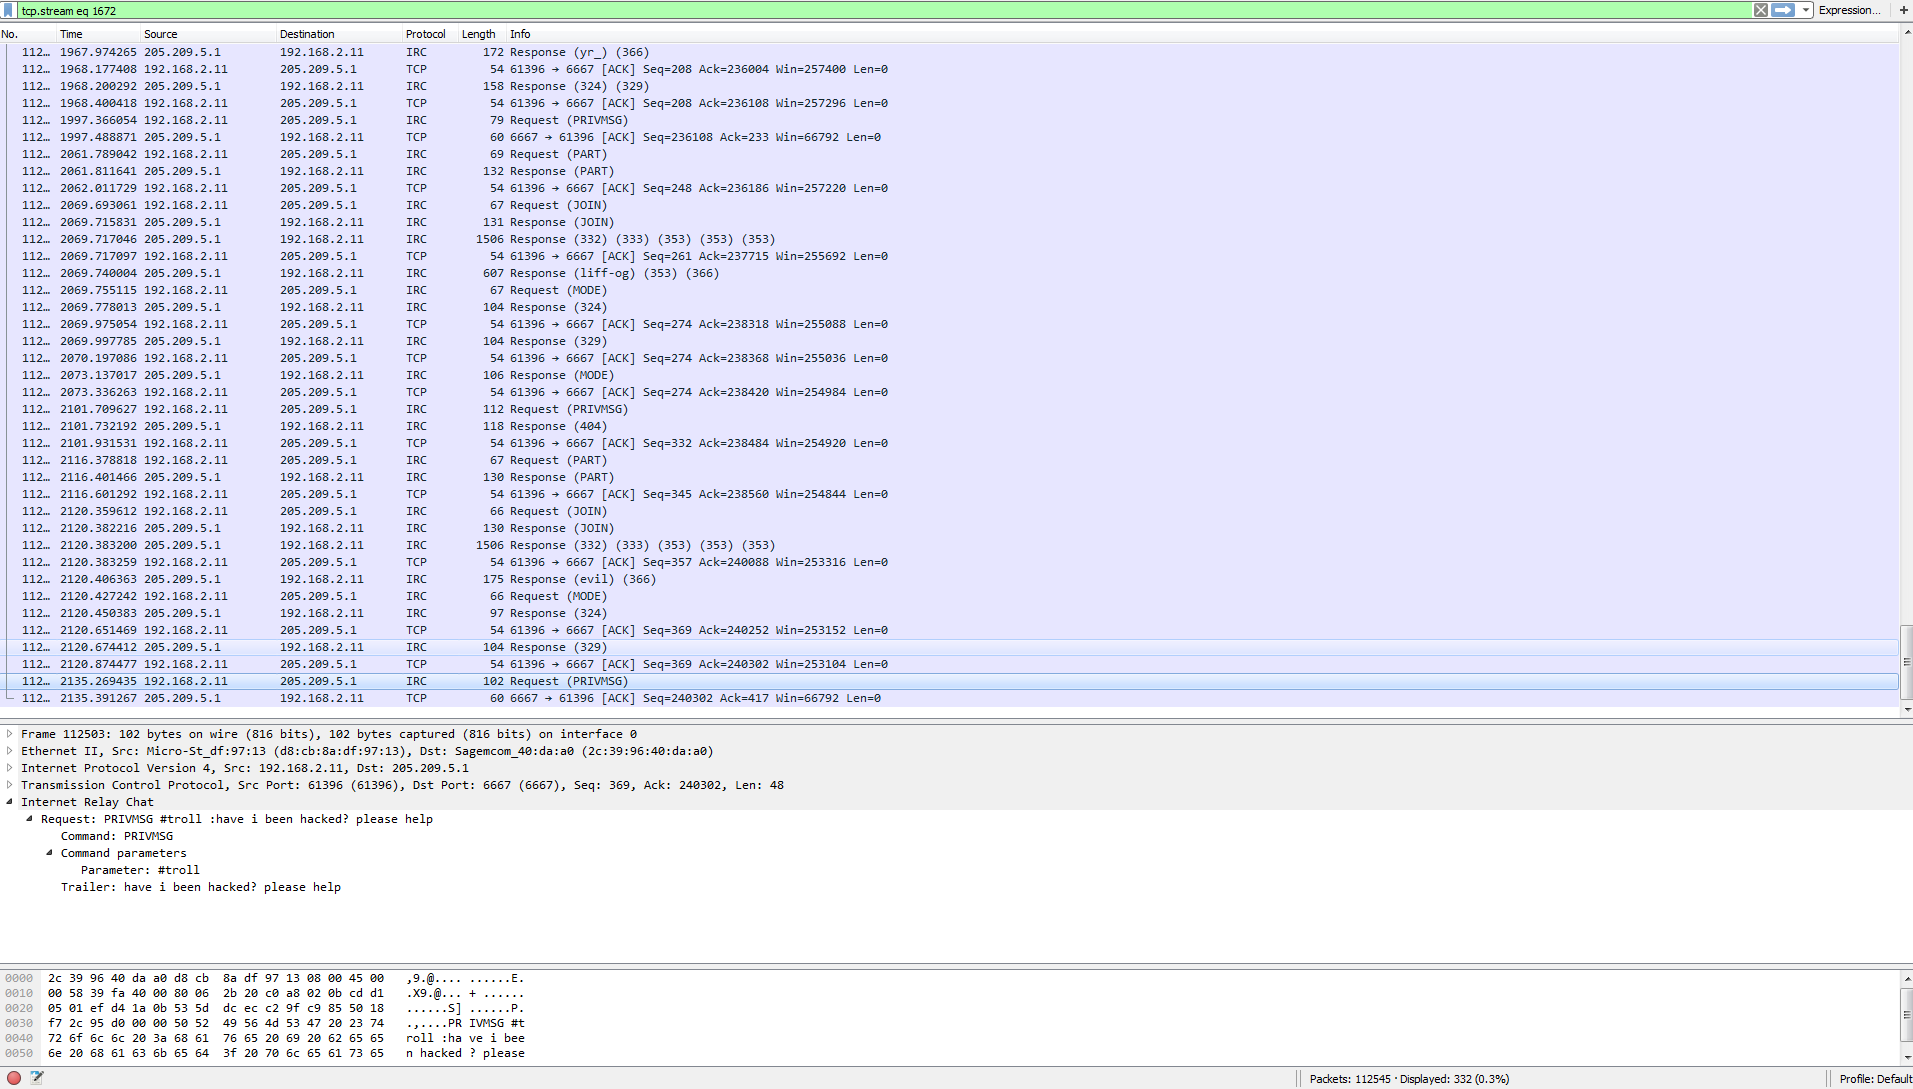 tcp.stream eq 1672 Expression... +
No. Time Source Destination Protocol Length Info
112… 1967.974265 205.209.5.1 192.168.2.11 IRC 172 Response (yr_) (366)
112… 1968.177408 192.168.2.11 205.209.5.1 TCP 54 61396 → 6667 [ACK] Seq=208 Ack=236004 Win=257400 Len=0
112… 1968.200292 205.209.5.1 192.168.2.11 IRC 158 Response (324) (329)
112… 1968.400418 192.168.2.11 205.209.5.1 TCP 54 61396 → 6667 [ACK] Seq=208 Ack=236108 Win=257296 Len=0
112… 1997.366054 192.168.2.11 205.209.5.1 IRC 79 Request (PRIVMSG)
112… 1997.488871 205.209.5.1 192.168.2.11 TCP 60 6667 → 61396 [ACK] Seq=236108 Ack=233 Win=66792 Len=0
112… 2061.789042 192.168.2.11 205.209.5.1 IRC 69 Request (PART)
112… 2061.811641 205.209.5.1 192.168.2.11 IRC 132 Response (PART)
112… 2062.011729 192.168.2.11 205.209.5.1 TCP 54 61396 → 6667 [ACK] Seq=248 Ack=236186 Win=257220 Len=0
112… 2069.693061 192.168.2.11 205.209.5.1 IRC 67 Request (JOIN)
112… 2069.715831 205.209.5.1 192.168.2.11 IRC 131 Response (JOIN)
112… 2069.717046 205.209.5.1 192.168.2.11 IRC 1506 Response (332) (333) (353) (353) (353)
112… 2069.717097 192.168.2.11 205.209.5.1 TCP 54 61396 → 6667 [ACK] Seq=261 Ack=237715 Win=255692 Len=0
112… 2069.740004 205.209.5.1 192.168.2.11 IRC 607 Response (liff-og) (353) (366)
112… 2069.755115 192.168.2.11 205.209.5.1 IRC 67 Request (MODE)
112… 2069.778013 205.209.5.1 192.168.2.11 IRC 104 Response (324)
112… 2069.975054 192.168.2.11 205.209.5.1 TCP 54 61396 → 6667 [ACK] Seq=274 Ack=238318 Win=255088 Len=0
112… 2069.997785 205.209.5.1 192.168.2.11 IRC 104 Response (329)
112… 2070.197086 192.168.2.11 205.209.5.1 TCP 54 61396 → 6667 [ACK] Seq=274 Ack=238368 Win=255036 Len=0
112… 2073.137017 205.209.5.1 192.168.2.11 IRC 106 Response (MODE)
112… 2073.336263 192.168.2.11 205.209.5.1 TCP 54 61396 → 6667 [ACK] Seq=274 Ack=238420 Win=254984 Len=0
112… 2101.709627 192.168.2.11 205.209.5.1 IRC 112 Request (PRIVMSG)
112… 2101.732192 205.209.5.1 192.168.2.11 IRC 118 Response (404)
112… 2101.931531 192.168.2.11 205.209.5.1 TCP 54 61396 → 6667 [ACK] Seq=332 Ack=238484 Win=254920 Len=0
112… 2116.378818 192.168.2.11 205.209.5.1 IRC 67 Request (PART)
112… 2116.401466 205.209.5.1 192.168.2.11 IRC 130 Response (PART)
112… 2116.601292 192.168.2.11 205.209.5.1 TCP 54 61396 → 6667 [ACK] Seq=345 Ack=238560 Win=254844 Len=0
112… 2120.359612 192.168.2.11 205.209.5.1 IRC 66 Request (JOIN)
112… 2120.382216 205.209.5.1 192.168.2.11 IRC 130 Response (JOIN)
112… 2120.383200 205.209.5.1 192.168.2.11 IRC 1506 Response (332) (333) (353) (353) (353)
112… 2120.383259 192.168.2.11 205.209.5.1 TCP 54 61396 → 6667 [ACK] Seq=357 Ack=240088 Win=253316 Len=0
112… 2120.406363 205.209.5.1 192.168.2.11 IRC 175 Response (evil) (366)
112… 2120.427242 192.168.2.11 205.209.5.1 IRC 66 Request (MODE)
112… 2120.450383 205.209.5.1 192.168.2.11 IRC 97 Response (324)
112… 2120.651469 192.168.2.11 205.209.5.1 TCP 54 61396 → 6667 [ACK] Seq=369 Ack=240252 Win=253152 Len=0
112… 2120.674412 205.209.5.1 192.168.2.11 IRC 104 Response (329)
112… 2120.874477 192.168.2.11 205.209.5.1 TCP 54 61396 → 6667 [ACK] Seq=369 Ack=240302 Win=253104 Len=0
112… 2135.269435 192.168.2.11 205.209.5.1 IRC 102 Request (PRIVMSG)
112… 2135.391267 205.209.5.1 192.168.2.11 TCP 60 6667 → 61396 [ACK] Seq=240302 Ack=417 Win=66792 Len=0
Frame 112503: 102 bytes on wire (816 bits), 102 bytes captured (816 bits) on interface 0
Ethernet II, Src: Micro-St_df:97:13 (d8:cb:8a:df:97:13), Dst: Sagemcom_40:da:a0 (2c:39:96:40:da:a0)
Internet Protocol Version 4, Src: 192.168.2.11, Dst: 205.209.5.1
Transmission Control Protocol, Src Port: 61396 (61396), Dst Port: 6667 (6667), Seq: 369, Ack: 240302, Len: 48
Internet Relay Chat
Request: PRIVMSG #troll :have i been hacked? please help
Command: PRIVMSG
Command parameters
Parameter: #troll
Trailer: have i been hacked? please help
0000 2c 39 96 40 da a0 d8 cb 8a df 97 13 08 00 45 00 ,9.@.... ......E.
0010 00 58 39 fa 40 00 80 06 2b 20 c0 a8 02 0b cd d1 .X9.@... + ......
0020 05 01 ef d4 1a 0b 53 5d dc ec c2 9f c9 85 50 18 ......S] ......P.
0030 f7 2c 95 d0 00 00 50 52 49 56 4d 53 47 20 23 74 .,....PR IVMSG #t
0040 72 6f 6c 6c 20 3a 68 61 76 65 20 69 20 62 65 65 roll :ha ve i bee
0050 6e 20 68 61 63 6b 65 64 3f 20 70 6c 65 61 73 65 n hacked ? please
Packets: 112545 · Displayed: 332 (0.3%) Profile: Default